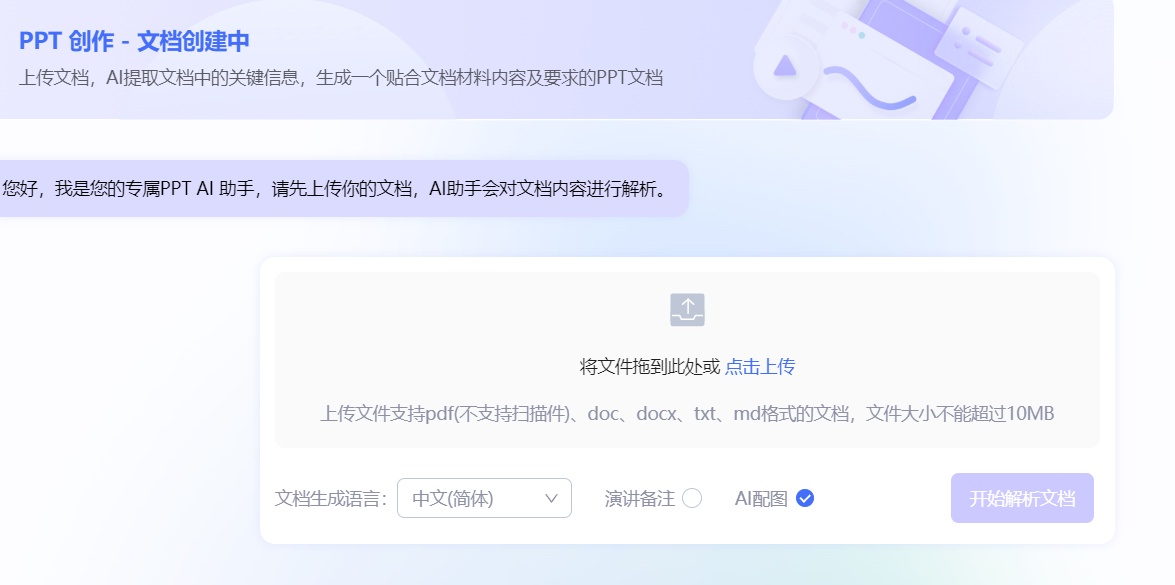 PPT 创作 - 文档创建中
上传文档，AI提取文档中的关键信息，生成一个贴合文档材料内容及要求的PPT文档
您好，我是您的专属PPT AI 助手，请先上传你的文档，AI助手会对文档内容进行解析。
将文件拖到此处或 点击上传
上传文件支持pdf(不支持扫描件)、doc、docx、txt、md格式的文档，文件大小不能超过10MB
文档生成语言： 中文(简体) 演讲备注 AI配图 开始解析文档